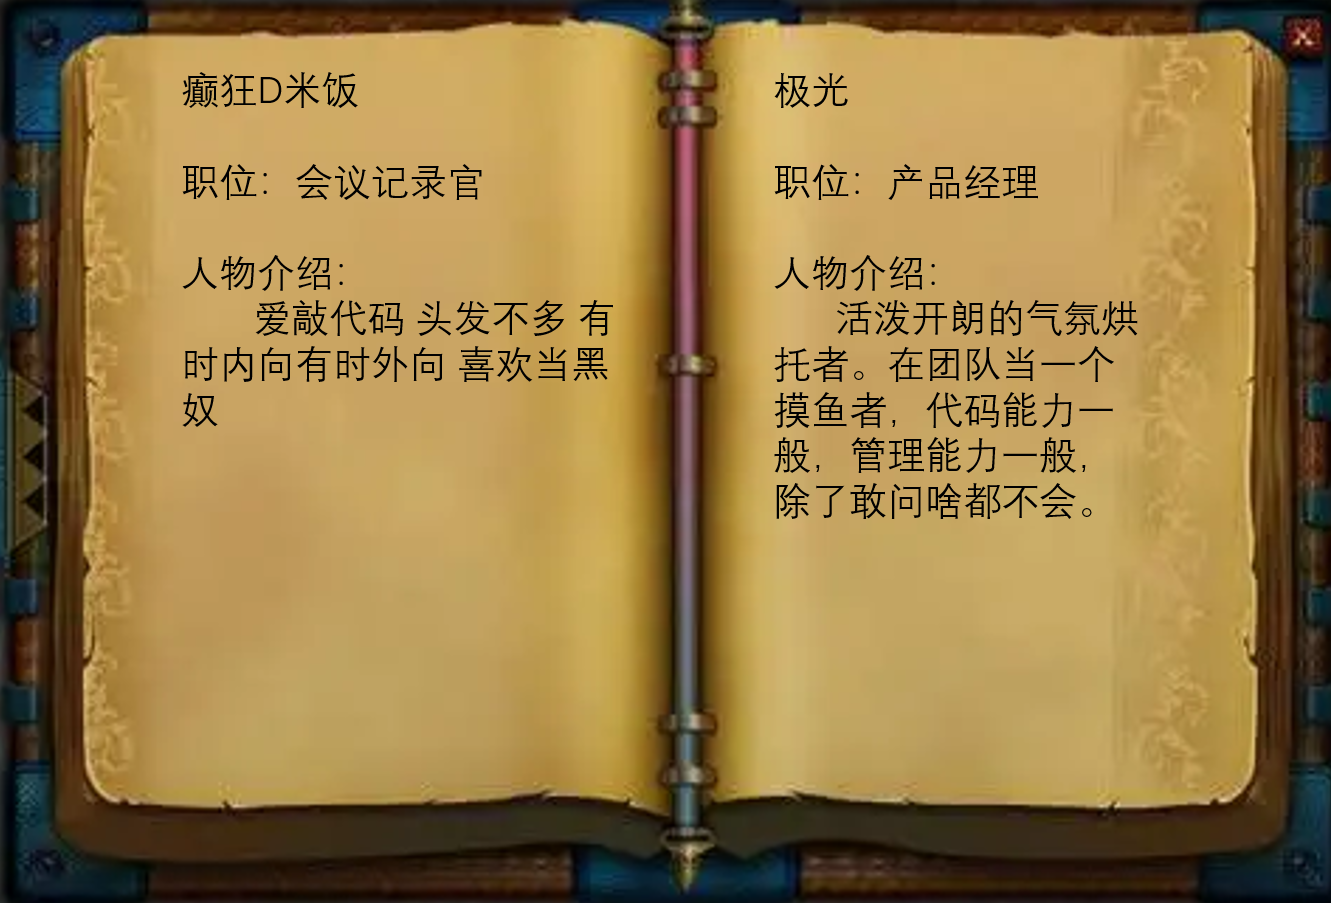 癫狂D米饭
职位：会议记录官
人物介绍：
爱敲代码 头发不多 有
时内向有时外向 喜欢当黑
奴
极光
职位：产品经理
人物介绍：
活泼开朗的气氛烘
托者。在团队当一个
摸鱼者，代码能力一
般，管理能力一般，
除了敢问啥都不会。